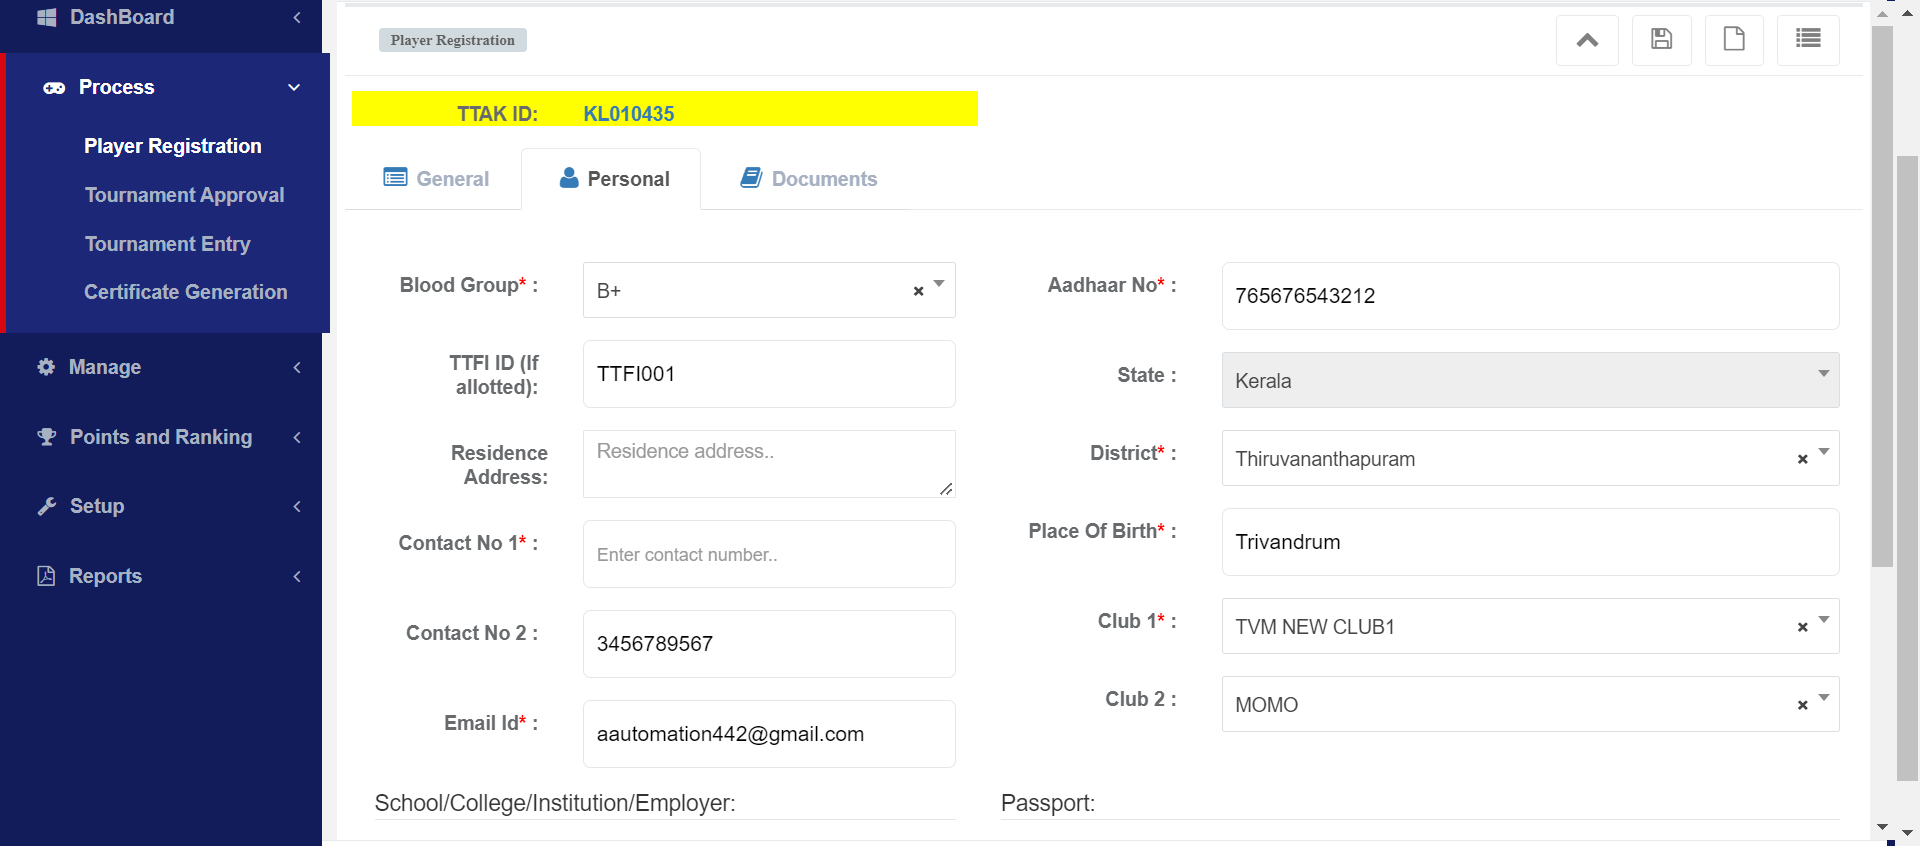 DashBoard
Process
Player Registration
Tournament Approval
Tournament Entry
Certificate Generation
Manage
Points and Ranking
Setup
Reports
Player Registration
TTAK ID: KL010435
General
Personal
Documents
Blood Group* : B+
TTFI ID (If allotted): TTFI001
Residence Address: Residence address..
Contact No 1* : Enter contact number..
Contact No 2 : 3456789567
Email Id* : aautomation442@gmail.com
School/College/Institution/Employer:
Aadhaar No* : 765676543212
State : Kerala
District* : Thiruvananthapuram
Place Of Birth* : Trivandrum
Club 1* : TVM NEW CLUB1
Club 2 : MOMO
Passport: